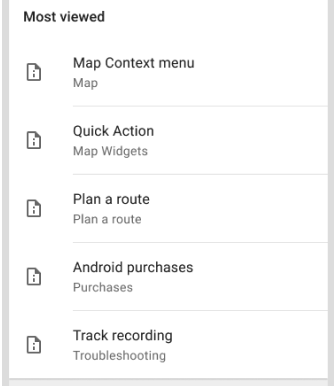 Most viewed
Map Context menu
Map
Quick Action
Map Widgets
Plan a route
Plan a route
Android purchases
Purchases
Track recording
Troubleshooting